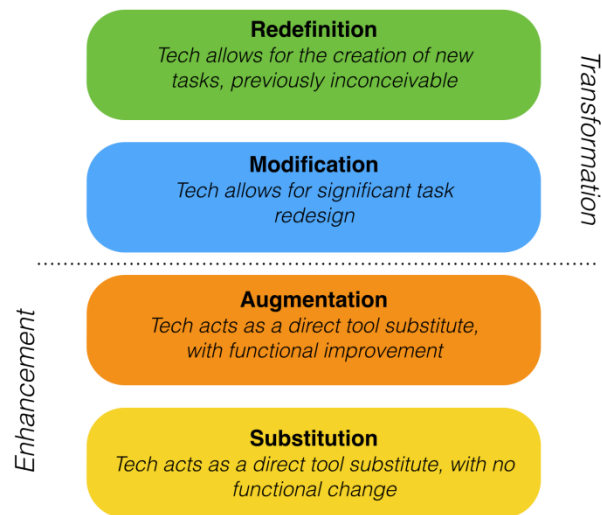 Redefinition
Tech allows for the creation of new
tasks, previously inconceivable
Transformation
Modification
Tech allows for significant task
redesign
Enhancement
Augmentation
Tech acts as a direct tool substitute,
with functional improvement
Substitution
Tech acts as a direct tool substitute, with no
functional change